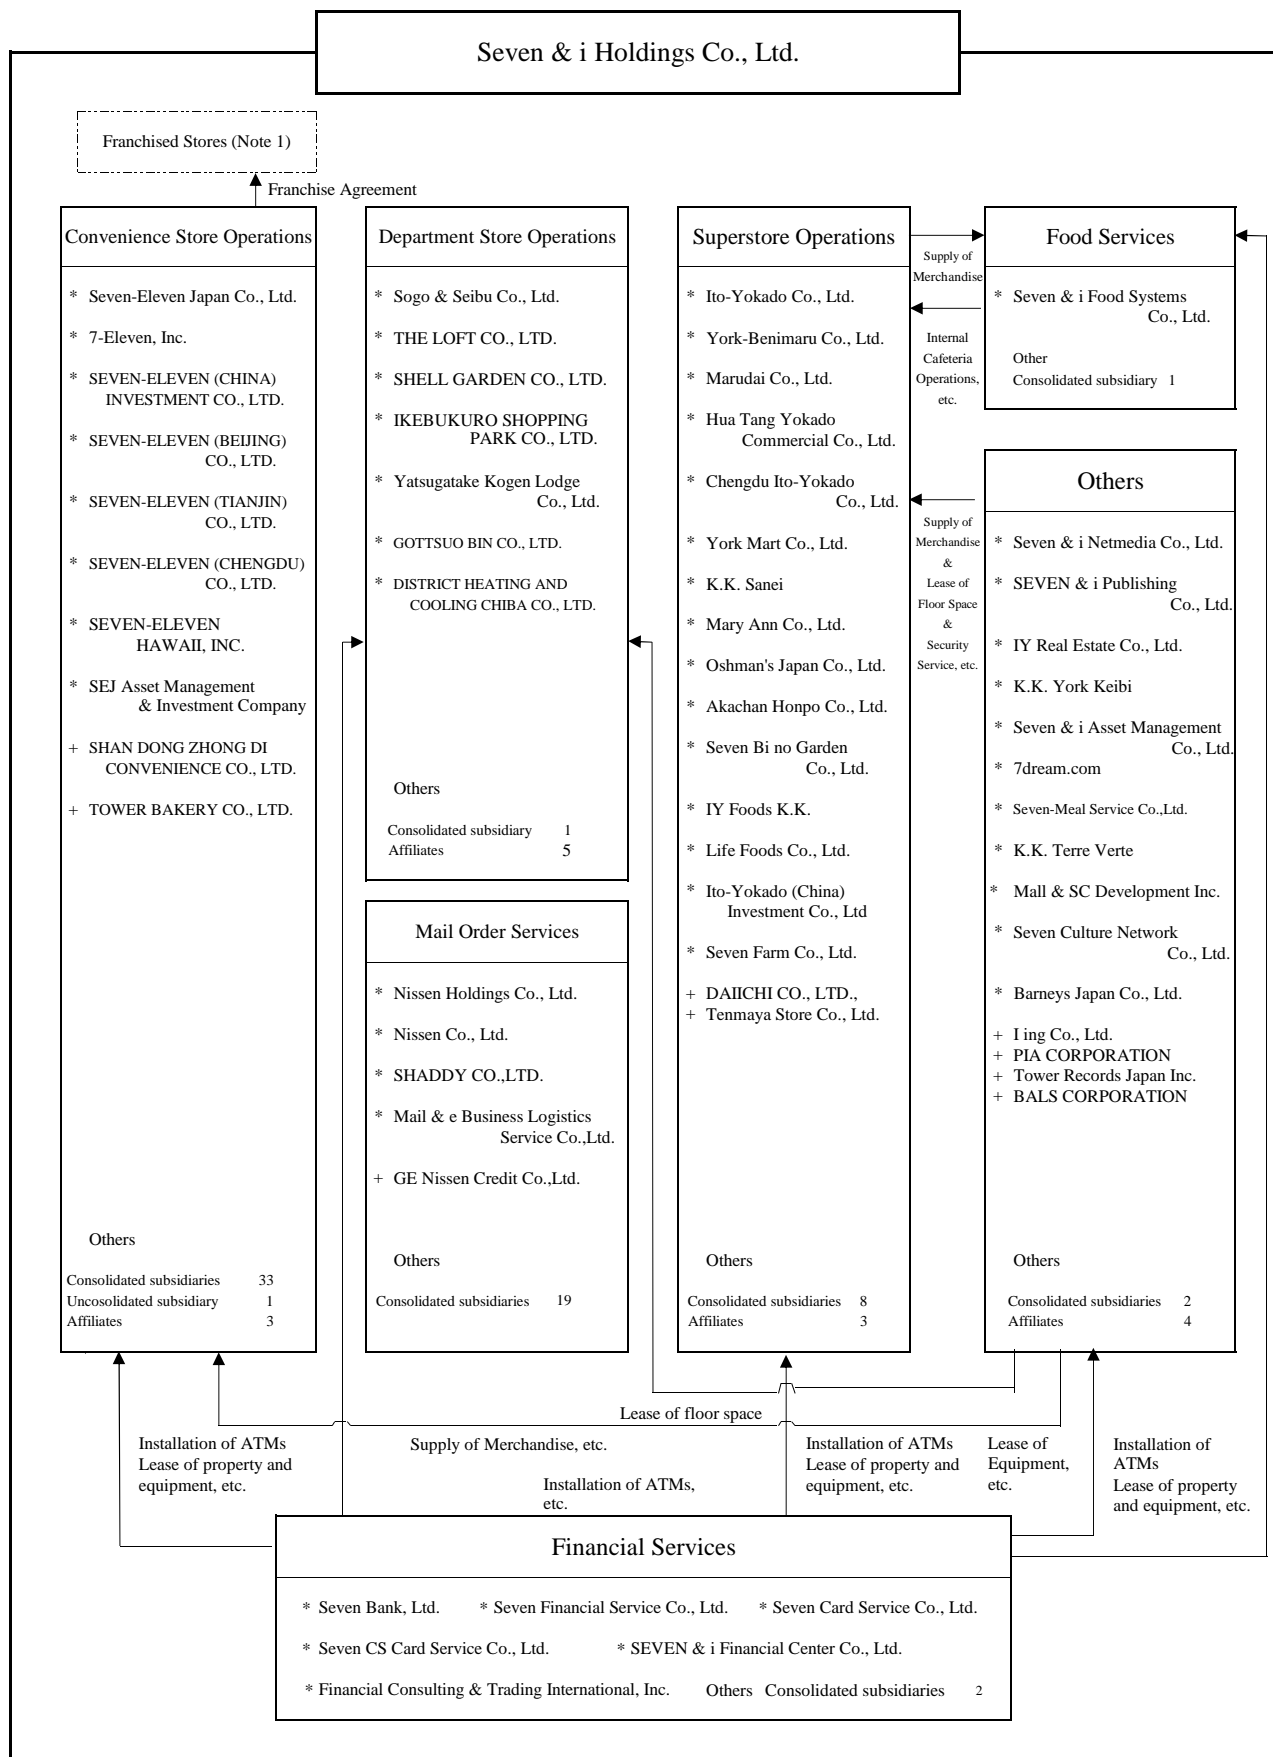 Seven & i Holdings Co., Ltd.
Franchised Stores (Note 1)
Franchise Agreement
Convenience Store Operations
* Seven-Eleven Japan Co., Ltd.
* 7-Eleven, Inc.
* SEVEN-ELEVEN (CHINA)
INVESTMENT CO., LTD.
* SEVEN-ELEVEN (BEIJING)
CO., LTD.
* SEVEN-ELEVEN (TIANJIN)
CO., LTD.
* SEVEN-ELEVEN (CHENGDU)
CO., LTD.
* SEVEN-ELEVEN
HAWAII, INC.
* SEJ Asset Management
& Investment Company
+ SHAN DONG ZHONG DI
CONVENIENCE CO., LTD.
+ TOWER BAKERY CO., LTD.
Others
Consolidated subsidiaries 33
Uncosolidated subsidiary 1
Affiliates 3
Department Store Operations
* Sogo & Seibu Co., Ltd.
* THE LOFT CO., LTD.
* SHELL GARDEN CO., LTD.
* IKEBUKURO SHOPPING
PARK CO., LTD.
* Yatsugatake Kogen Lodge
Co., Ltd.
* GOTTSUO BIN CO., LTD.
* DISTRICT HEATING AND
COOLING CHIBA CO., LTD.
Others
Consolidated subsidiary 1
Affiliates 5
Mail Order Services
* Nissen Holdings Co., Ltd.
* Nissen Co., Ltd.
* SHADDY CO.,LTD.
* Mail & e Business Logistics
Service Co.,Ltd.
+ GE Nissen Credit Co.,Ltd.
Others
Consolidated subsidiaries 19
Superstore Operations
* Ito-Yokado Co., Ltd.
* York-Benimaru Co., Ltd.
* Marudai Co., Ltd.
* Hua Tang Yokado
Commercial Co., Ltd.
* Chengdu Ito-Yokado
Co., Ltd.
* York Mart Co., Ltd.
* K.K. Sanei
* Mary Ann Co., Ltd.
* Oshman's Japan Co., Ltd.
* Akachan Honpo Co., Ltd.
* Seven Bi no Garden
Co., Ltd.
* IY Foods K.K.
* Life Foods Co., Ltd.
* Ito-Yokado (China)
Investment Co., Ltd
* Seven Farm Co., Ltd.
+ DAIICHI CO., LTD.,
+ Tenmaya Store Co., Ltd.
Others
Consolidated subsidiaries 8
Affiliates 3
Supply of
Merchandise
Internal
Cafeteria
Operations,
etc.
Supply of
Merchandise
&
Lease of
Floor Space
&
Security
Service, etc.
Food Services
* Seven & i Food Systems
Co., Ltd.
Other
Consolidated subsidiary 1
Others
* Seven & i Netmedia Co., Ltd.
* SEVEN & i Publishing
Co., Ltd.
* IY Real Estate Co., Ltd.
* K.K. York Keibi
* Seven & i Asset Management
Co., Ltd.
* 7dream.com
* Seven-Meal Service Co.,Ltd.
* K.K. Terre Verte
* Mall & SC Development Inc.
* Seven Culture Network
Co., Ltd.
* Barneys Japan Co., Ltd.
+ I ing Co., Ltd.
+ PIA CORPORATION
+ Tower Records Japan Inc.
+ BALS CORPORATION
Others
Consolidated subsidiaries 2
Affiliates 4
Lease of floor space
Installation of ATMs
Lease of property and
equipment, etc.
Supply of Merchandise, etc.
Installation of ATMs,
etc.
Installation of ATMs
Lease of property and
equipment, etc.
Lease of
Equipment,
etc.
Installation of
ATMs
Lease of property
and equipment, etc.
Financial Services
* Seven Bank, Ltd. * Seven Financial Service Co., Ltd. * Seven Card Service Co., Ltd.
* Seven CS Card Service Co., Ltd. * SEVEN & i Financial Center Co., Ltd.
* Financial Consulting & Trading International, Inc. Others Consolidated subsidiaries 2